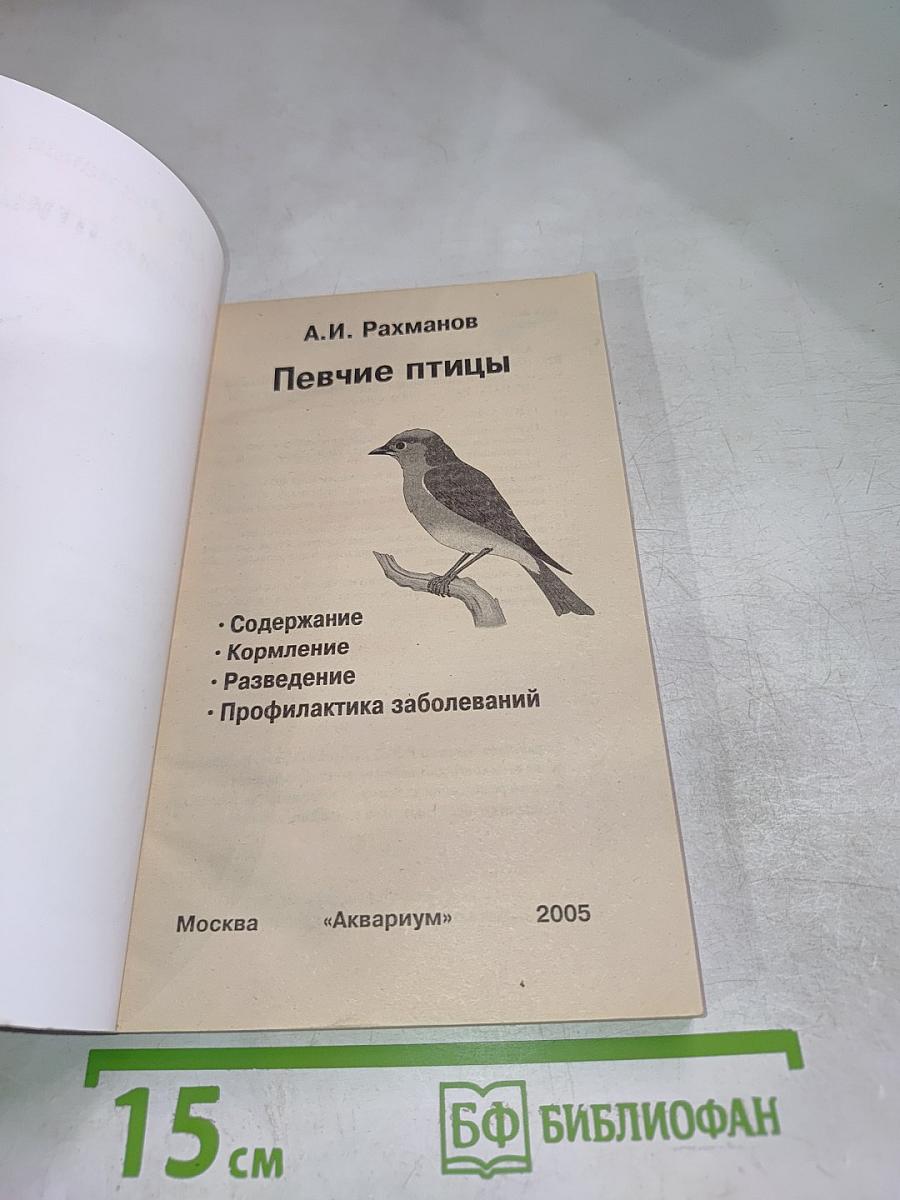 А.И. Рахманов
Певчие птицы
• Содержание
• Кормление
• Разведение
• Профилактика заболеваний
Москва «Аквариум» 2005
15 см
БФ БИБЛИОФАН